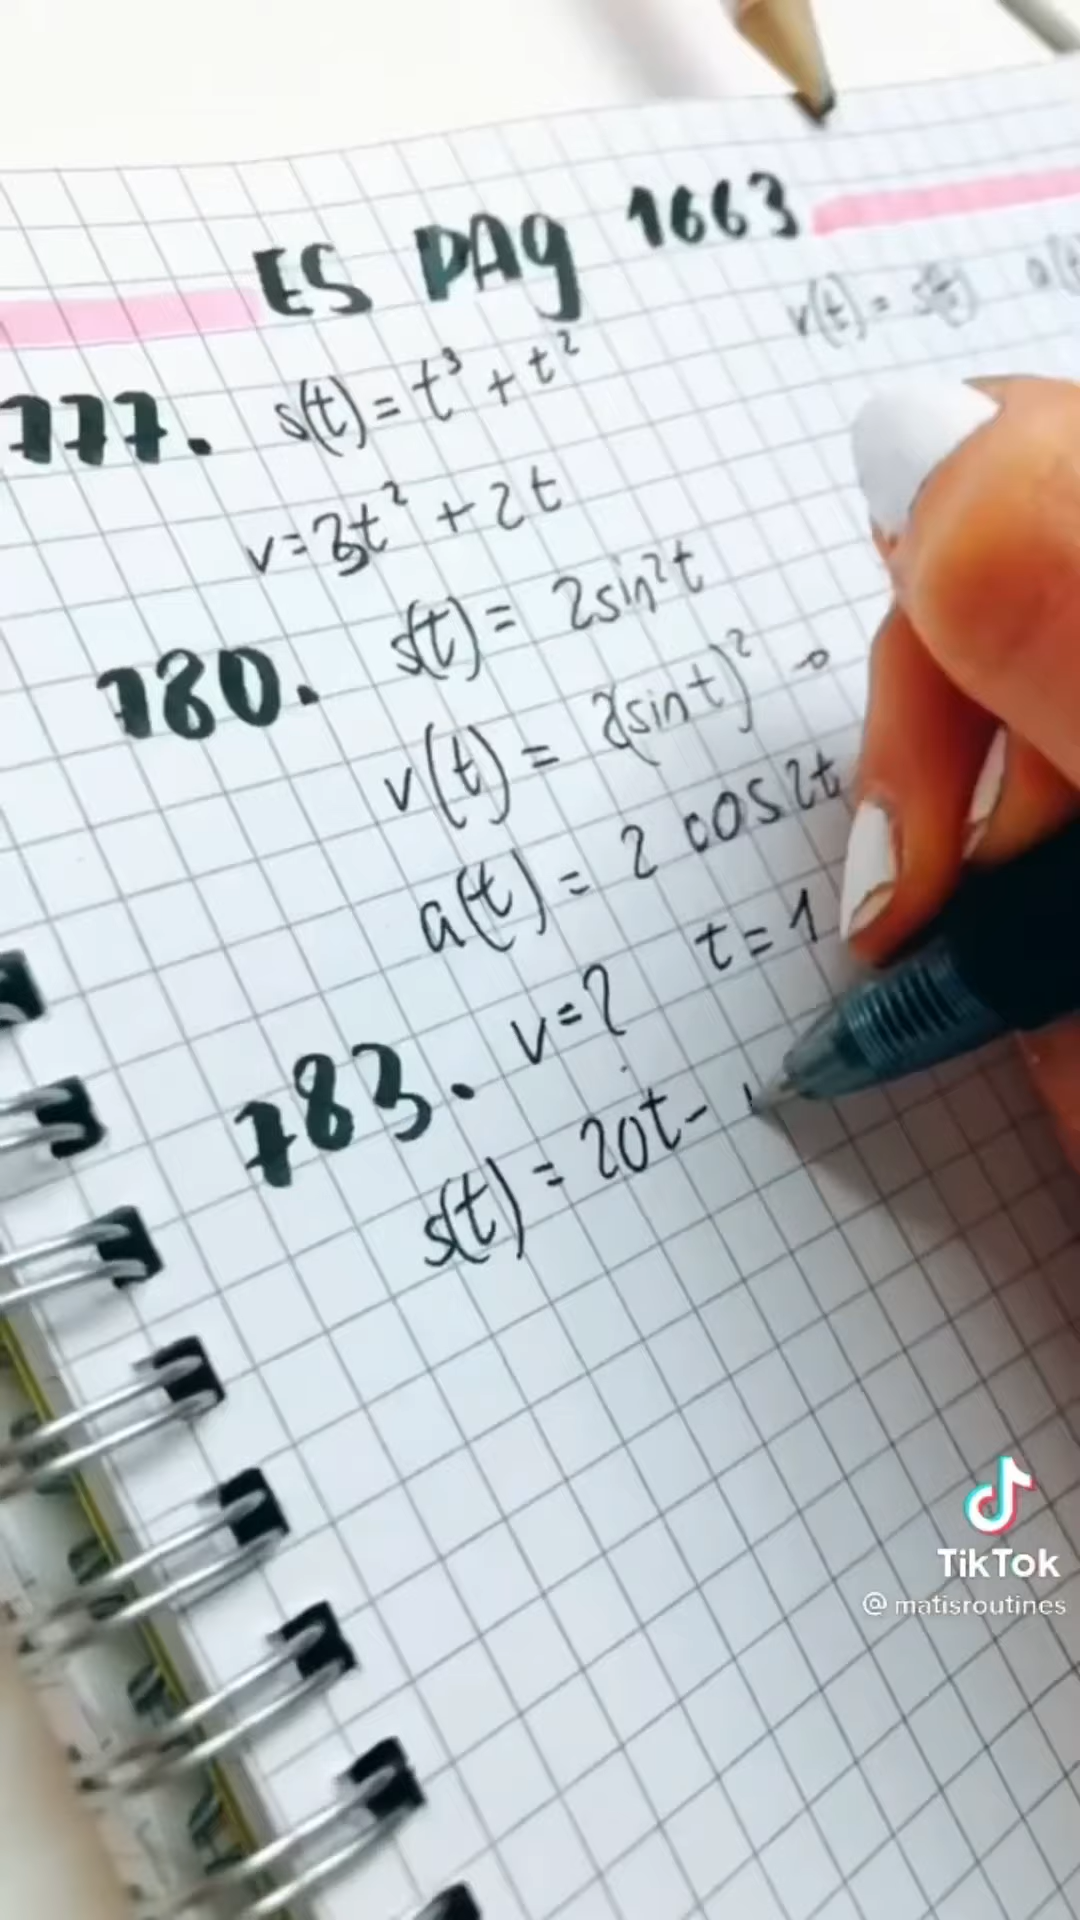 ES PAG 1663
v(t) = s(t) a(t
777. s(t) = t³ + t²
v = 3t² + 2t
780. s(t) = 2sin²t
v(t) = 2(sin t)²
a(t) = 2 cos 2t
783. v = ? t = 1
s(t) = 20t -
TikTok
@matisroutines